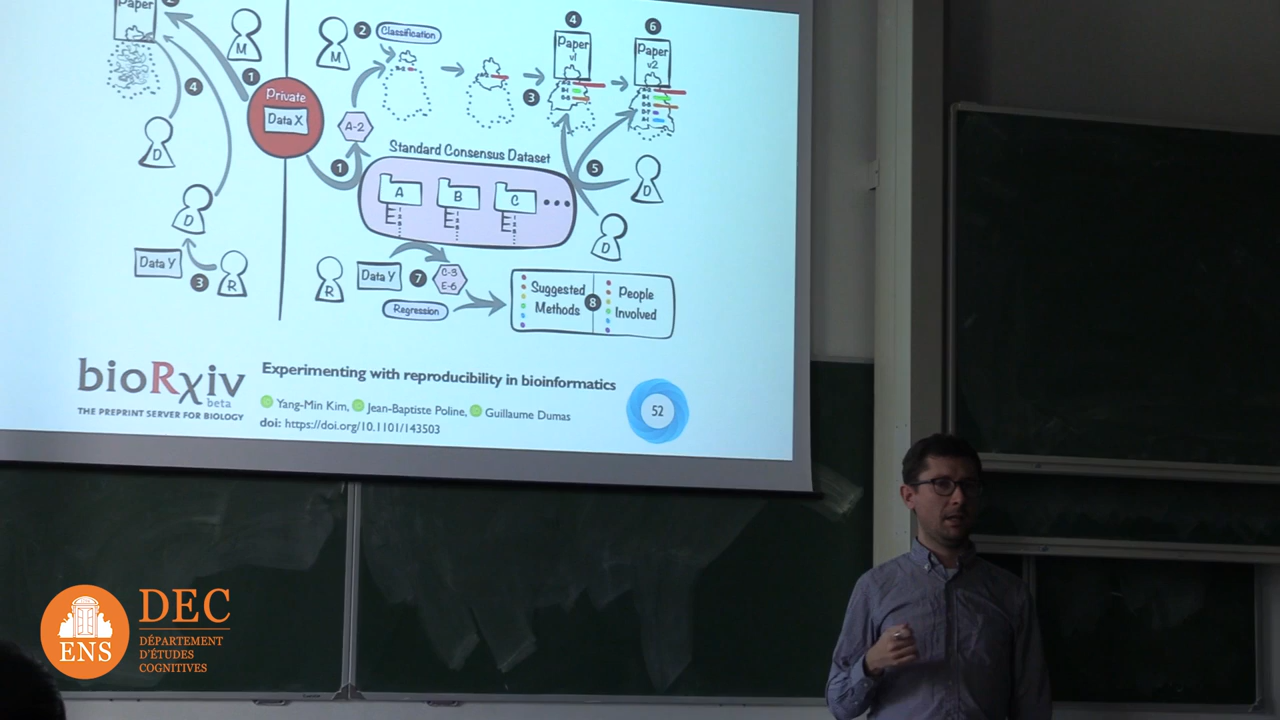 Paper
M
1
4
Private
Data X
D
D
Data Y
3
R
M
2
Classification
A-2
1
3
4
Paper
v1
6
Paper
v2
Standard Consensus Dataset
A
B
C
5
D
D
R
Data Y
7
C-3
E-6
Regression
Suggested
Methods
8
People
Involved
bioRxiv
beta
THE PREPRINT SERVER FOR BIOLOGY
Experimenting with reproducibility in bioinformatics
Yang-Min Kim, Jean-Baptiste Poline, Guillaume Dumas
doi: https://doi.org/10.1101/143503
52
ENS
DEC
DÉPARTEMENT
D'ÉTUDES
COGNITIVES